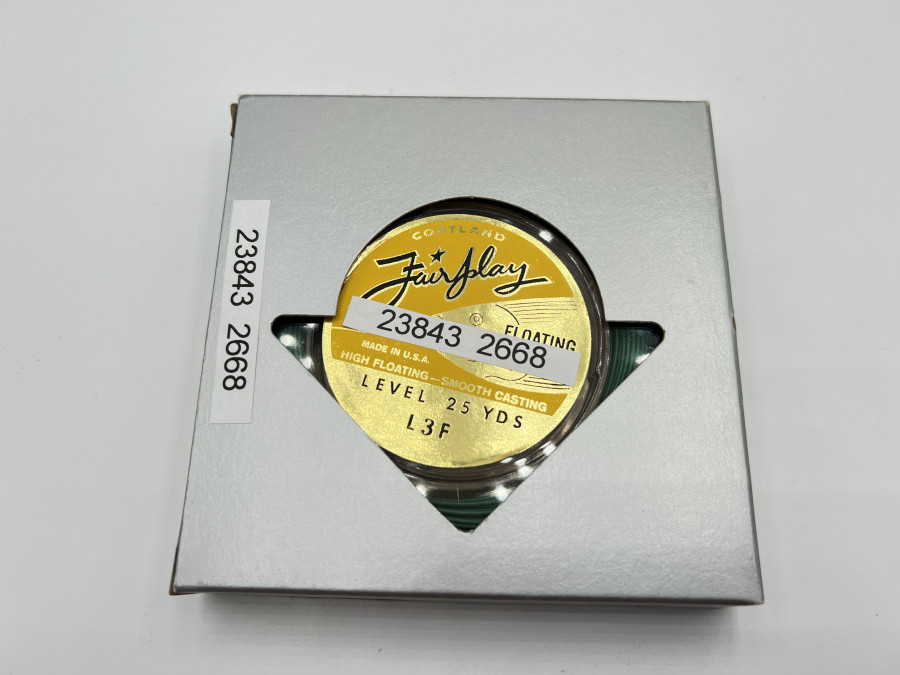 CORTLAND
Fairplay
FLOATING
23843 2668
MADE IN U.S.A.
HIGH FLOATING—SMOOTH CASTING
LEVEL 25 YDS
L3F
23843 2668